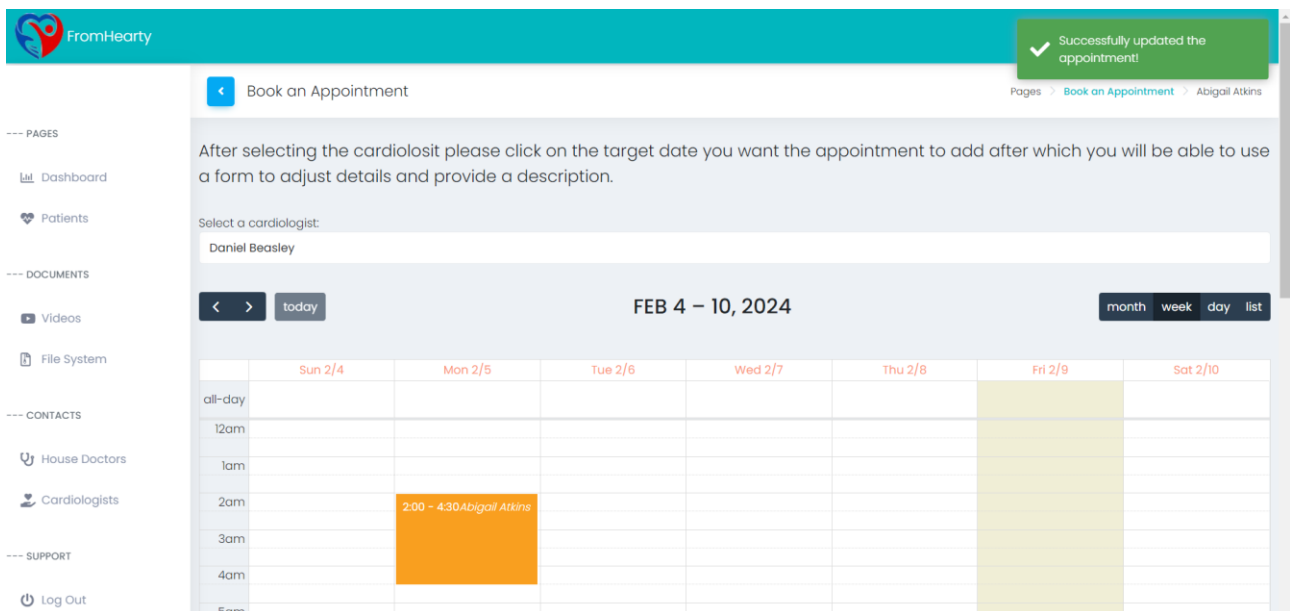 FromHearty
Successfully updated the
appointment!
Book an Appointment
Pages > Book an Appointment > Abigail Atkins
--- PAGES
Dashboard
Patients
--- DOCUMENTS
Videos
File System
--- CONTACTS
House Doctors
Cardiologists
--- SUPPORT
Log Out
After selecting the cardiolosit please click on the target date you want the appointment to add after which you will be able to use
a form to adjust details and provide a description.
Select a cardiologist:
Daniel Beasley
< > today
FEB 4 – 10, 2024
month week day list
Sun 2/4 Mon 2/5 Tue 2/6 Wed 2/7 Thu 2/8 Fri 2/9 Sat 2/10
all-day
12am
1am
2am
2:00 - 4:30 Abigail Atkins
3am
4am
5am